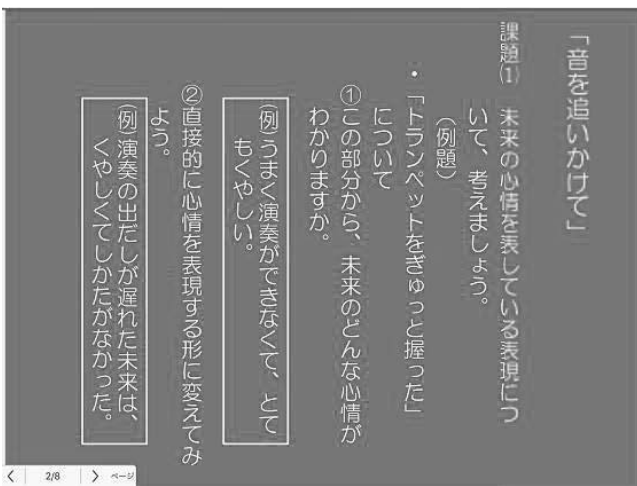 「音を追いかけて」
課題⑴　未来の心情を表している表現につ
いて、考えましょう。
（例題）
・「トランペットをぎゅっと握った」
について
①この部分から、未来のどんな心情が
わかりますか。
（例）うまく演奏ができなくて、とて
もくやしい。
②直接的に心情を表現する形に変えてみ
よう。
（例）演奏の出だしが遅れた未来は、
くやしくてしかたがなかった。
2/8 ページ